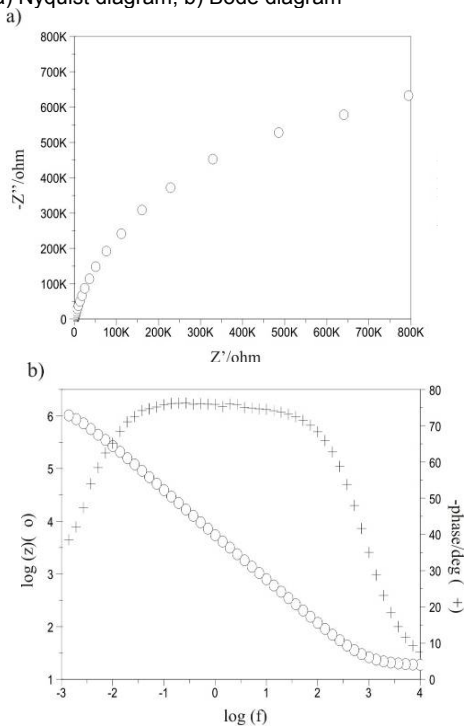 a) Nyquist diagram, b) Bode diagram
a)
800K
700K
600K
500K
400K
300K
200K
100K
0
-Z’’/ohm
0 100K 200K 300K 400K 500K 600K 700K 800K
Z’/ohm
b)
6
5
4
3
2
1
log (z)( o)
80
70
60
50
40
30
20
10
0
-phase/deg ( +)
-3 -2 -1 0 1 2 3 4
log (f)